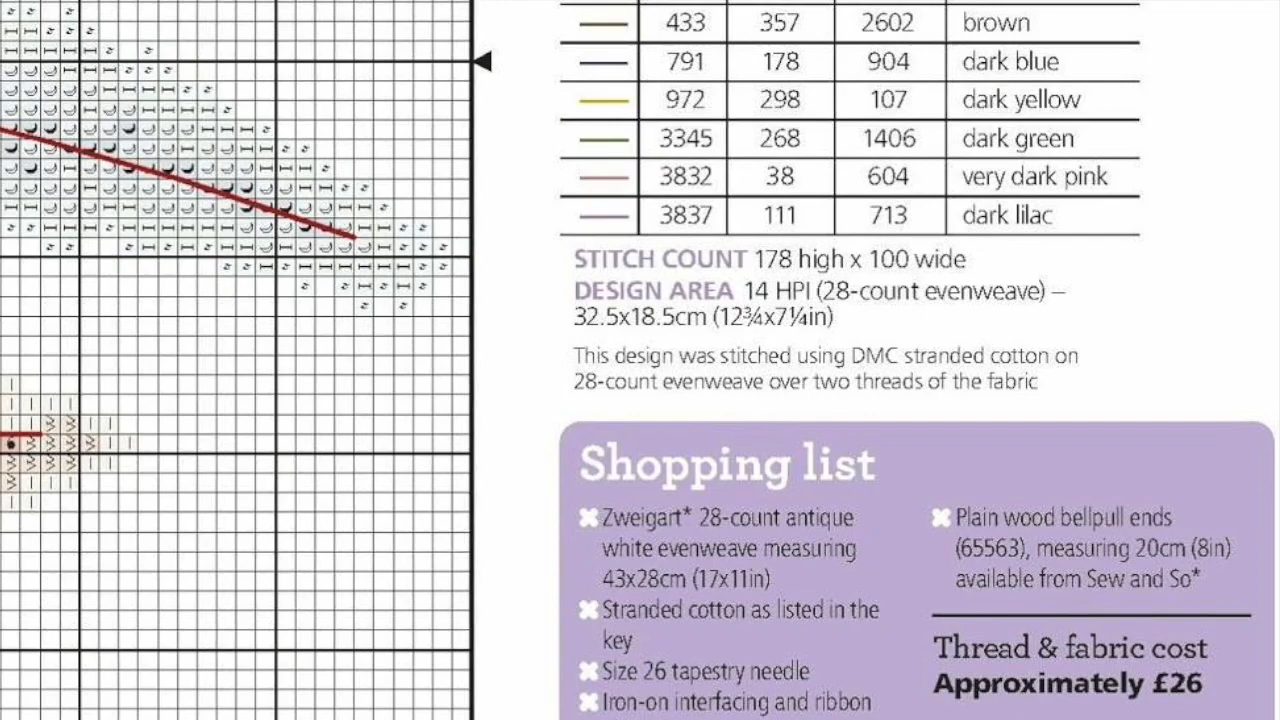 433 357 2602 brown
791 178 904 dark blue
972 298 107 dark yellow
3345 268 1406 dark green
3832 38 604 very dark pink
3837 111 713 dark lilac
STITCH COUNT 178 high x 100 wide
DESIGN AREA 14 HPI (28-count evenweave) –
32.5x18.5cm (12¾x7¼in)
This design was stitched using DMC stranded cotton on
28-count evenweave over two threads of the fabric
Shopping list
Zweigart* 28-count antique
white evenweave measuring
43x28cm (17x11in)
Stranded cotton as listed in the
key
Size 26 tapestry needle
Iron-on interfacing and ribbon
Plain wood bellpull ends
(65563), measuring 20cm (8in)
available from Sew and So*
Thread & fabric cost
Approximately £26